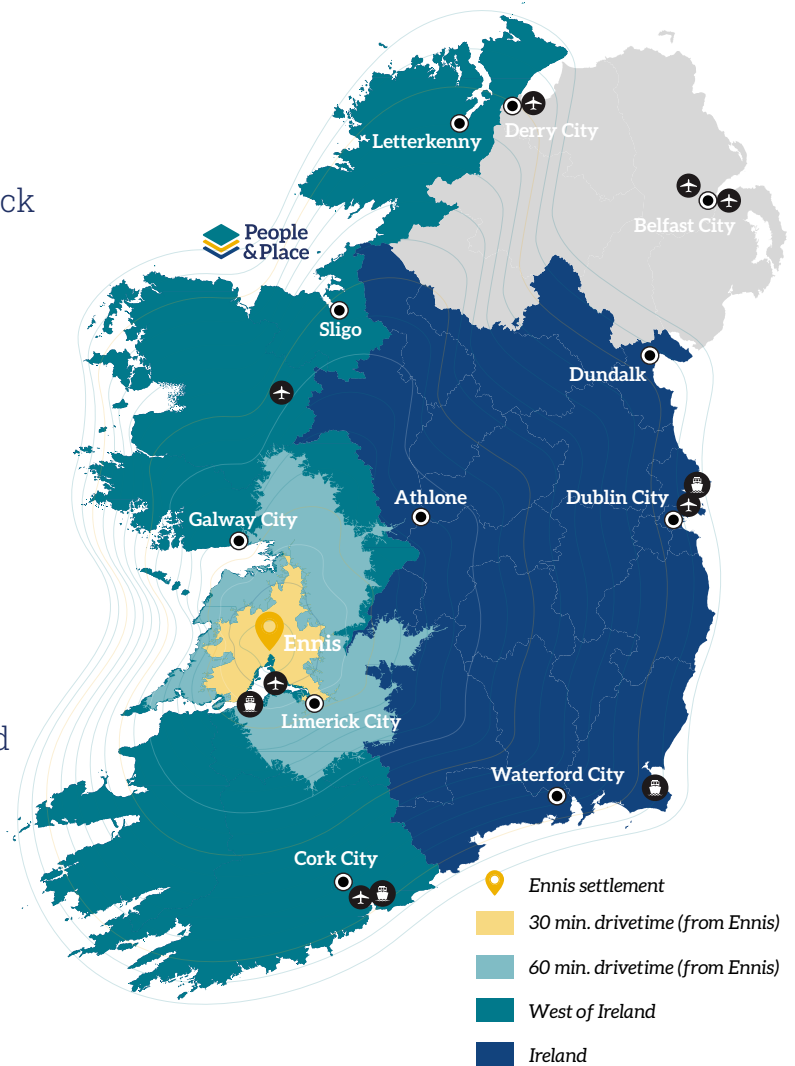 Letterkenny
Derry City
Belfast City
ck
People
& Place
Sligo
Dundalk
Athlone
Dublin City
Galway City
Ennis
Limerick City
d
Waterford City
Cork City
Ennis settlement
30 min. drivetime (from Ennis)
60 min. drivetime (from Ennis)
West of Ireland
Ireland